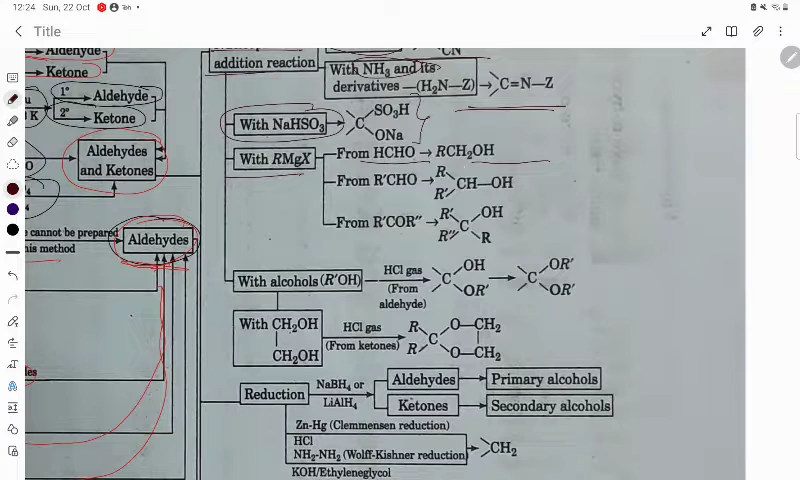 12:24 Sun, 22 Oct
Title
Aldehyde
Ketone
addition reaction
CN
With NH3 and its
derivatives —(H2N—Z)
C=N—Z
1° Aldehyde
2° Ketone
0 K
With NaHSO3
C
SO3H
ONa
Aldehydes
and Ketones
With RMgX
From HCHO → RCH2OH
From R′CHO →
R
R′
CH—OH
From R′COR″ →
R′
R″
C
OH
R
e cannot be prepared
his method
Aldehydes
With alcohols (R′OH)
HCl gas
(From
aldehyde)
C
OH
OR′
C
OR′
OR′
With CH2OH
CH2OH
HCl gas
(From ketones)
R
R
C
O—CH2
O—CH2
les
Reduction
NaBH4 or
LiAlH4
Aldehydes
Primary alcohols
Ketones
Secondary alcohols
Zn-Hg (Clemmensen reduction)
HCl
NH2-NH2 (Wolff-Kishner reduction)
KOH/Ethyleneglycol
CH2